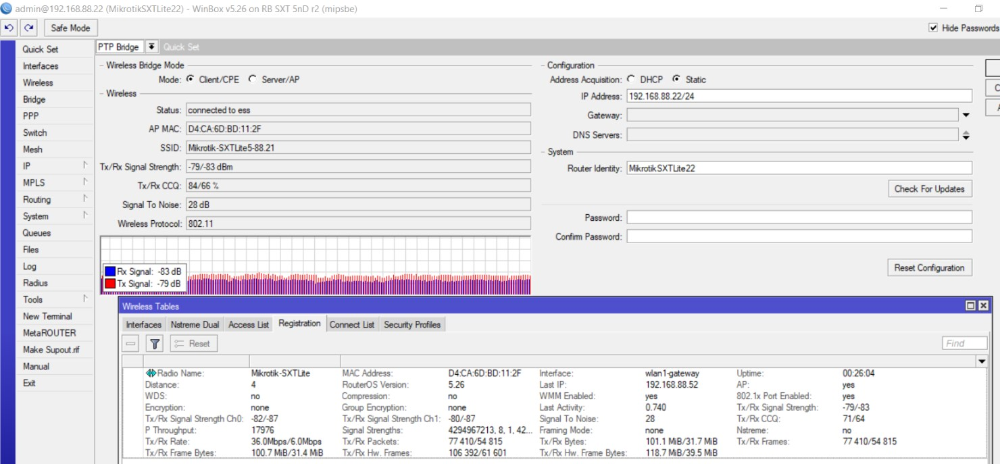 admin@192.168.88.22 (MikrotikSXTLite22) - WinBox v5.26 on RB SXT 5nD r2 (mipsbe)
Safe Mode
Hide Passwords
Quick Set
Interfaces
Wireless
Bridge
PPP
Switch
Mesh
IP
MPLS
Routing
System
Queues
Files
Log
Radius
Tools
New Terminal
MetaROUTER
Make Supout.rif
Manual
Exit
PTP Bridge Quick Set
Wireless Bridge Mode
Mode: Client/CPE Server/AP
Wireless
Status: connected to ess
AP MAC: D4:CA:6D:BD:11:2F
SSID: Mikrotik-SXTLite5-88.21
Tx/Rx Signal Strength: -79/-83 dBm
Tx/Rx CCQ: 84/66 %
Signal To Noise: 28 dB
Wireless Protocol: 802.11
Rx Signal: -83 dB
Tx Signal: -79 dB
Configuration
Address Acquisition: DHCP Static
IP Address: 192.168.88.22/24
Gateway:
DNS Servers:
System
Router Identity: MikrotikSXTLite22
Check For Updates
Password:
Confirm Password:
Reset Configuration
Wireless Tables
Interfaces Nstreme Dual Access List Registration Connect List Security Profiles
Reset Find
Radio Name: Mikrotik-SXTLite MAC Address: D4:CA:6D:BD:11:2F Interface: wlan1-gateway Uptime: 00:26:04
Distance: 4 RouterOS Version: 5.26 Last IP: 192.168.88.52 AP: yes
WDS: no Compression: no WMM Enabled: yes 802.1x Port Enabled: yes
Encryption: none Group Encryption: none Last Activity: 0.740 Tx/Rx Signal Strength: -79/-83
Tx/Rx Signal Strength Ch0: -82/-87 Tx/Rx Signal Strength Ch1: -80/-87 Signal To Noise: 28 Tx/Rx CCQ: 71/64
P Throughput: 17976 Signal Strengths: 4294967213, 8, 1, 42... Framing Mode: none Nstreme: no
Tx/Rx Rate: 36.0Mbps/6.0Mbps Tx/Rx Packets: 77 410/54 815 Tx/Rx Bytes: 101.1 MiB/31.7 MiB Tx/Rx Frames: 77 410/54 815
Tx/Rx Frame Bytes: 100.7 MiB/31.4 MiB Tx/Rx Hw. Frames: 106 392/61 601 Tx/Rx Hw. Frame Bytes: 118.7 MiB/39.5 MiB